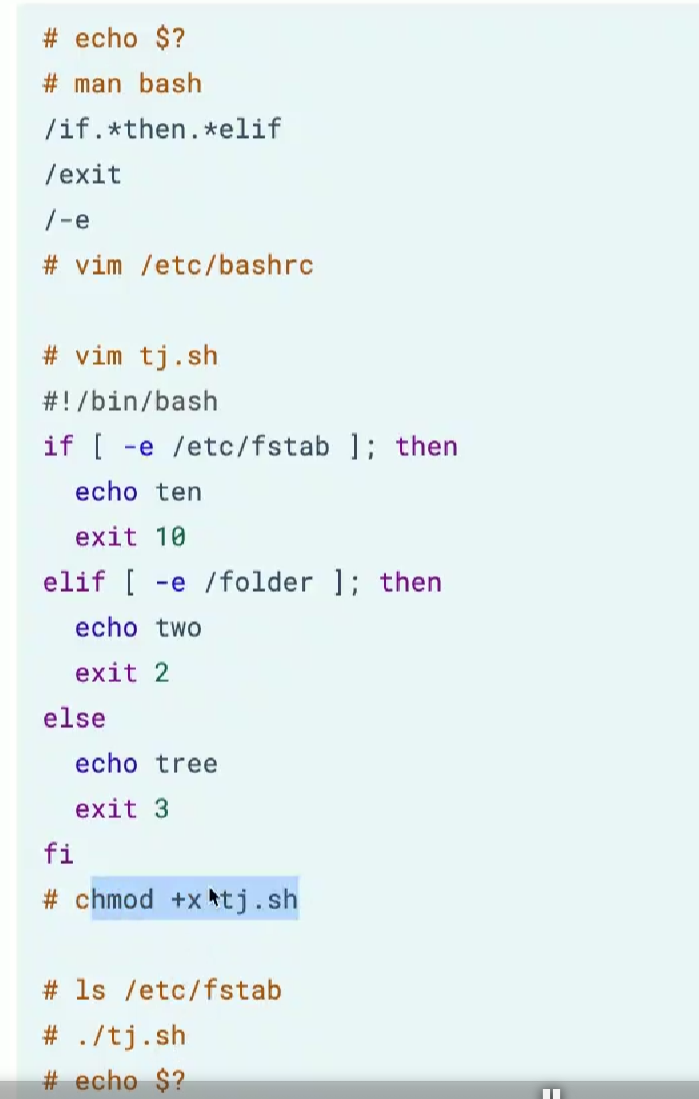 # echo $?
# man bash
/if.*then.*elif
/exit
/-e
# vim /etc/bashrc
# vim tj.sh
#!/bin/bash
if [ -e /etc/fstab ]; then
echo ten
exit 10
elif [ -e /folder ]; then
echo two
exit 2
else
echo tree
exit 3
fi
# chmod +x tj.sh
# ls /etc/fstab
# ./tj.sh
# echo $?